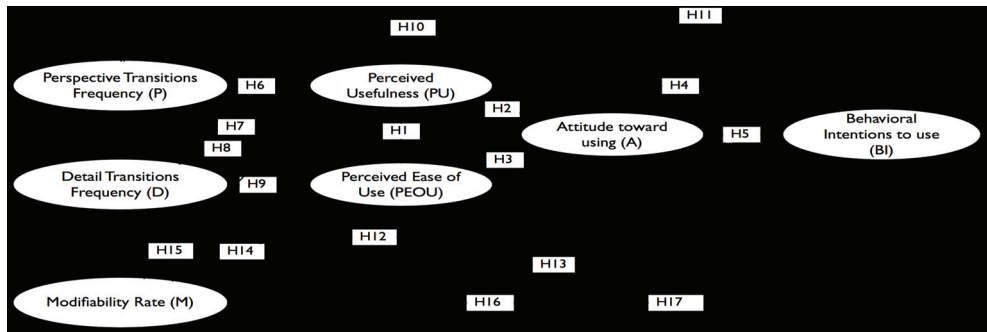 H11
H10
Perspective Transitions
Frequency (P)
H6
Perceived
Usefulness (PU)
H4
H2
H7
H1
Attitude toward
using (A)
H5
Behavioral
Intentions to use
(BI)
H8
H3
Detail Transitions
Frequency (D)
H9
Perceived Ease of
Use (PEOU)
H12
H15
H14
H13
Modifiability Rate (M)
H16
H17